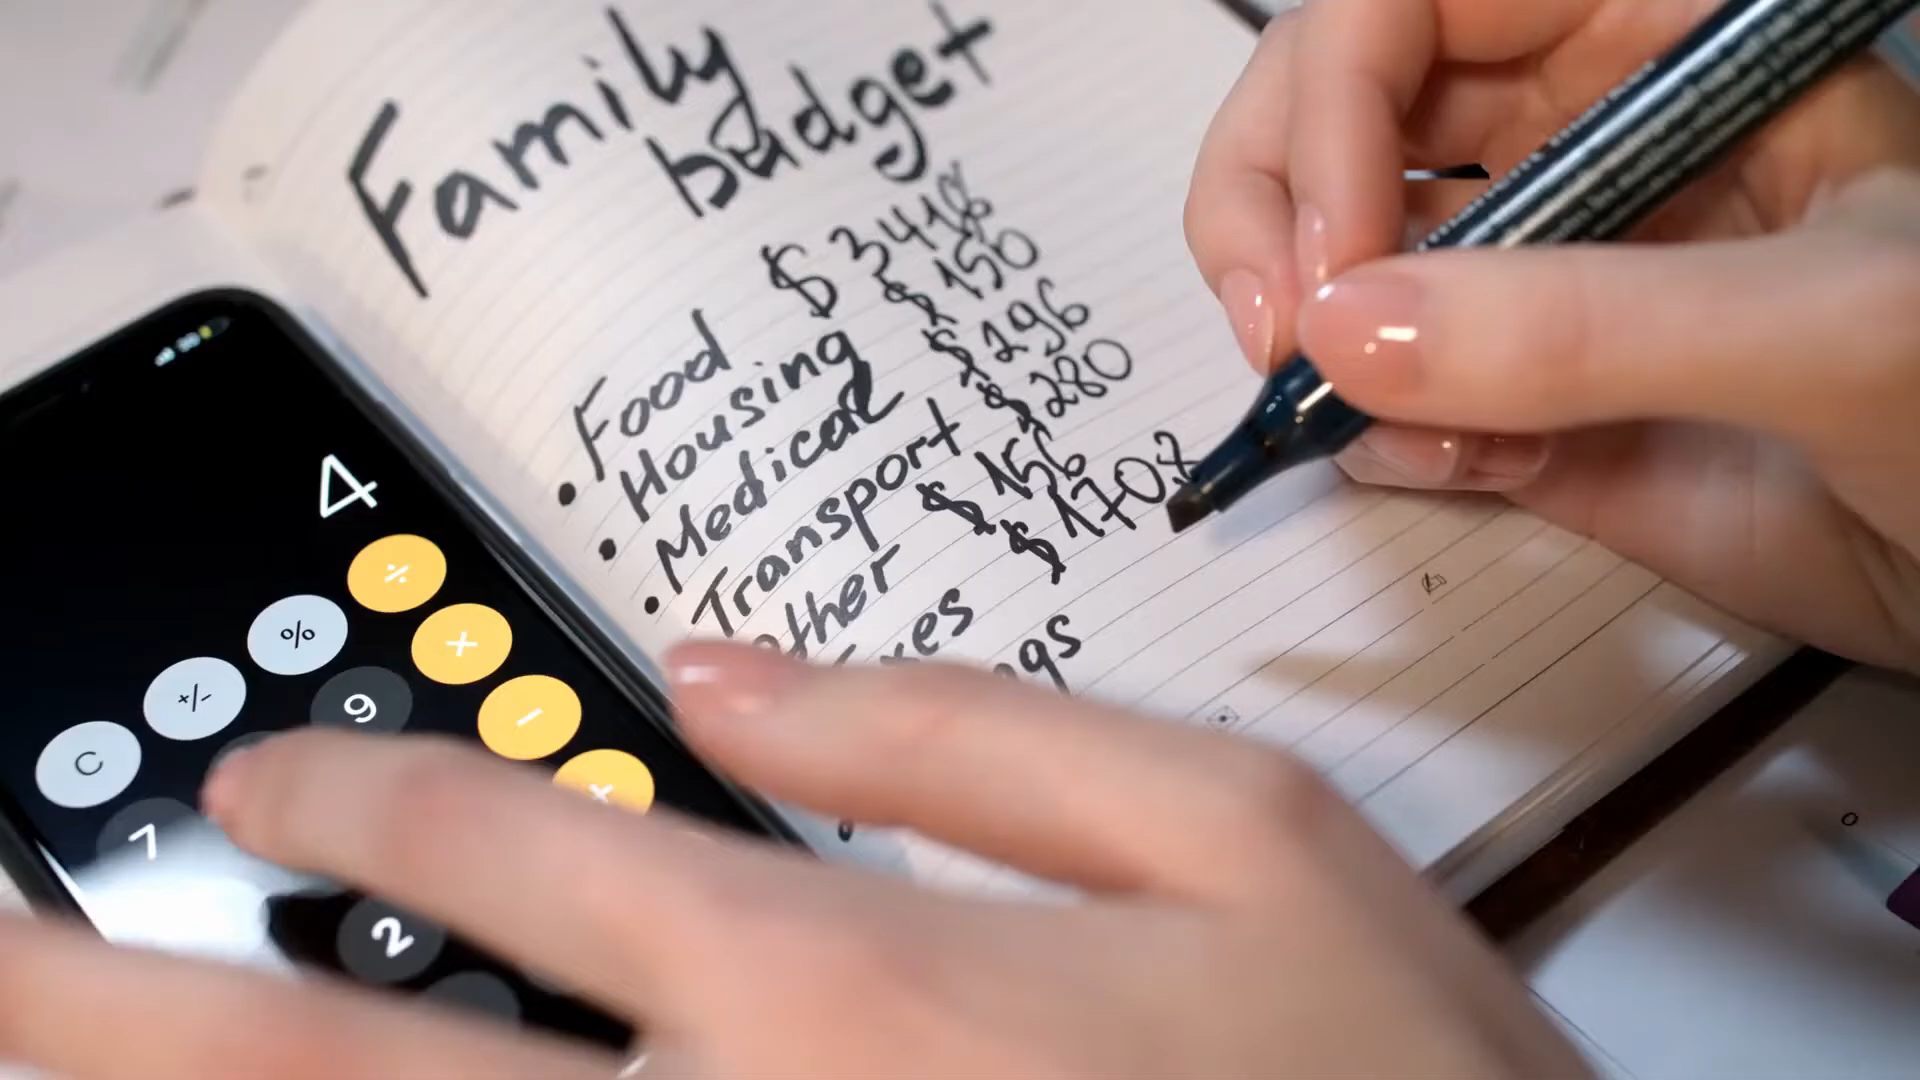 Family
budget
• Food $ 3418
• Housing $ 150
• Medical $ 296
Transport $ 280
other $ 156
$ 1708
4
C +/- % ÷
7 9 ×
−
2 +